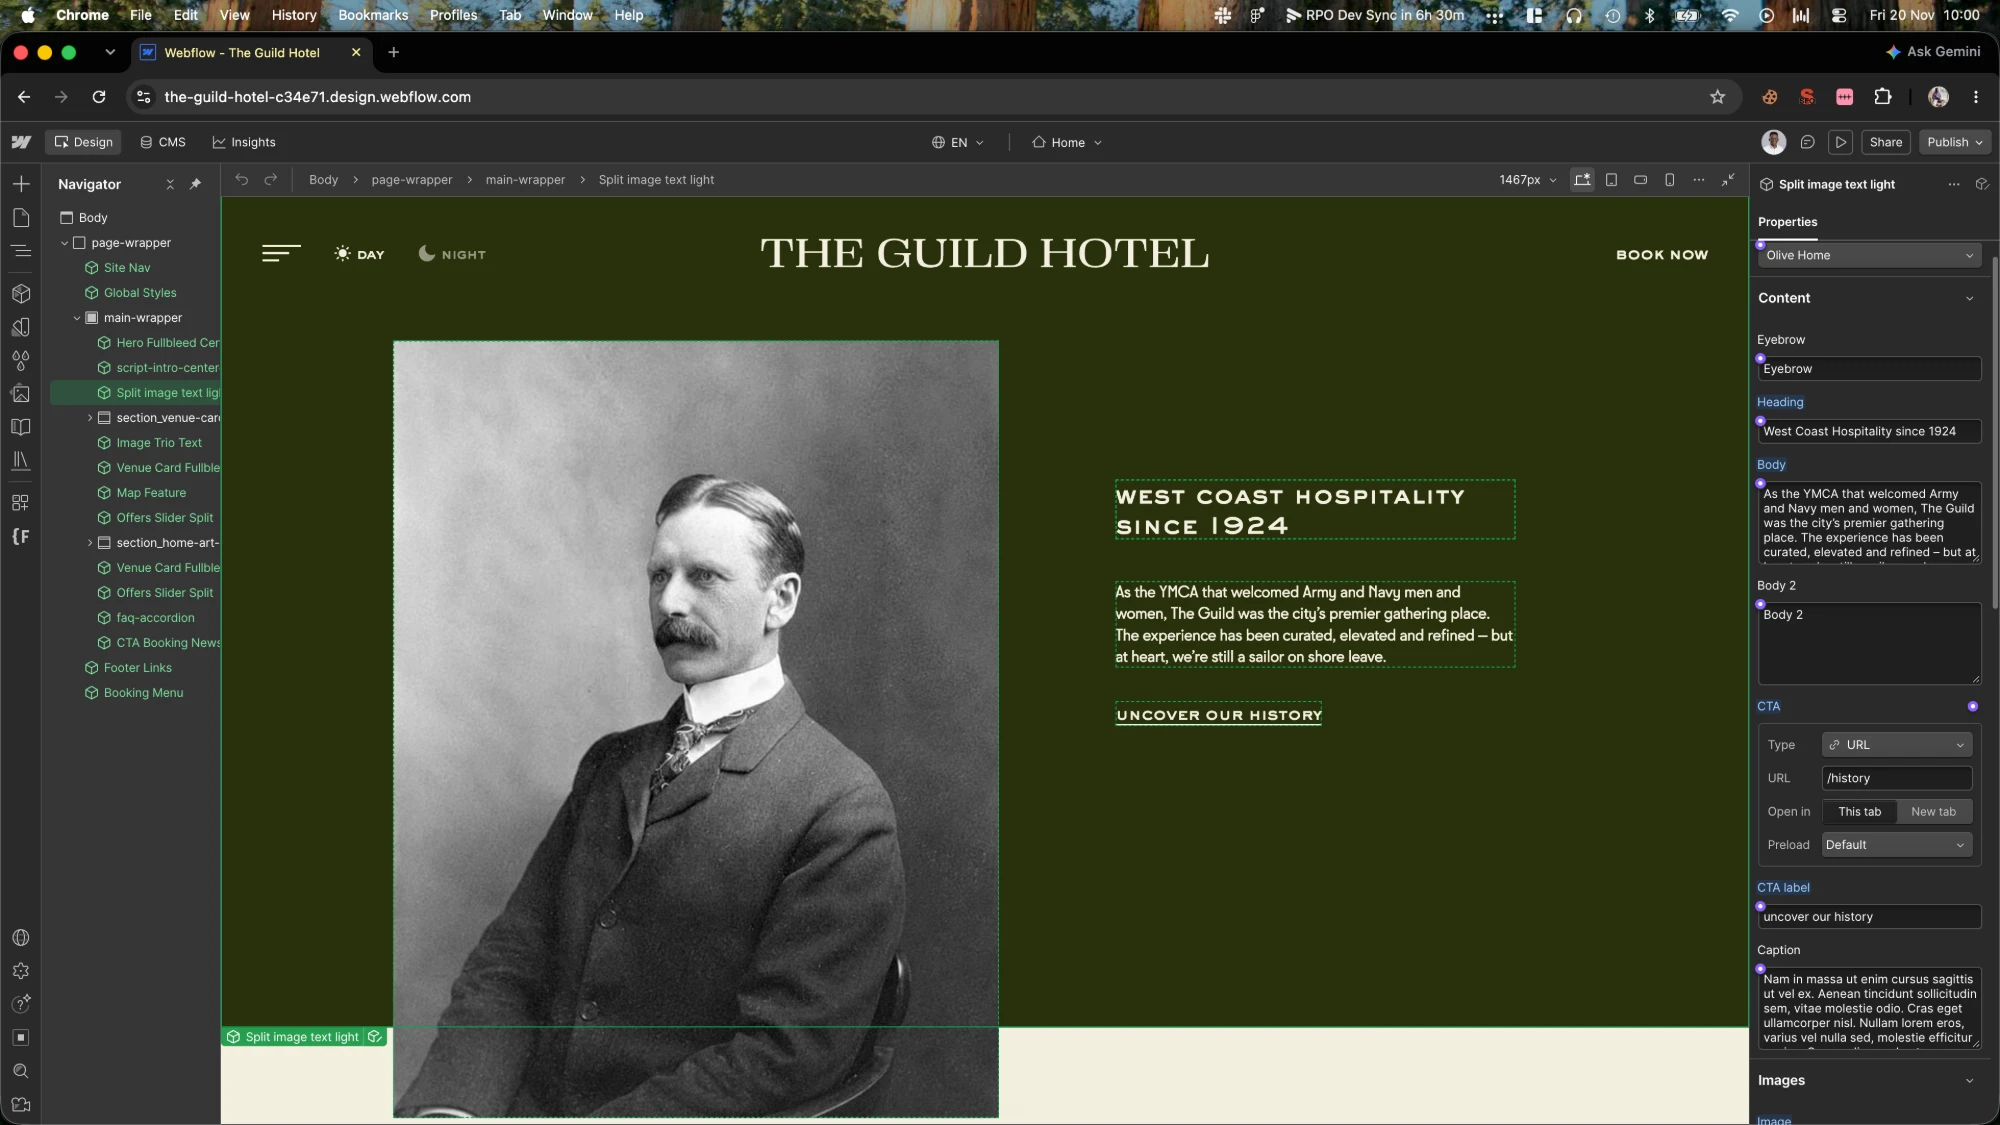 Chrome File Edit View History Bookmarks Profiles Tab Window Help
RPO Dev Sync in 6h 30m
Fri 20 Nov 10:00
Webflow - The Guild Hotel
Ask Gemini
the-guild-hotel-c34e71.design.webflow.com
Design CMS Insights
EN
Home
Share
Publish
Navigator
Body
page-wrapper
Site Nav
Global Styles
main-wrapper
Hero Fullbleed Cer
script-intro-center
Split image text lig
section_venue-car
Image Trio Text
Venue Card Fullble
Map Feature
Offers Slider Split
section_home-art-
Venue Card Fullble
Offers Slider Split
faq-accordion
CTA Booking News
Footer Links
Booking Menu
Body > page-wrapper > main-wrapper > Split image text light
1467px
DAY
NIGHT
THE GUILD HOTEL
BOOK NOW
WEST COAST HOSPITALITY
SINCE 1924
As the YMCA that welcomed Army and Navy men and
women, The Guild was the city's premier gathering place.
The experience has been curated, elevated and refined – but
at heart, we're still a sailor on shore leave.
UNCOVER OUR HISTORY
Split image text light
Split image text light
Properties
Olive Home
Content
Eyebrow
Eyebrow
Heading
West Coast Hospitality since 1924
Body
As the YMCA that welcomed Army
and Navy men and women, The Guild
was the city's premier gathering
place. The experience has been
curated, elevated and refined – but at
Body 2
Body 2
CTA
Type URL
URL /history
Open in This tab New tab
Preload Default
CTA label
uncover our history
Caption
Nam in massa ut enim cursus sagittis
ut vel ex. Aenean tincidunt sollicitudin
sem, vitae molestie odio. Cras eget
ullamcorper nisl. Nullam lorem eros,
varius vel nulla sed, molestie efficitur
Images
Image